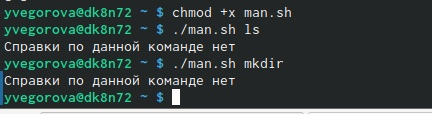 yvegorova@dk8n72 ~ $ chmod +x man.sh
yvegorova@dk8n72 ~ $ ./man.sh ls
Справки по данной команде нет
yvegorova@dk8n72 ~ $ ./man.sh mkdir
Справки по данной команде нет
yvegorova@dk8n72 ~ $